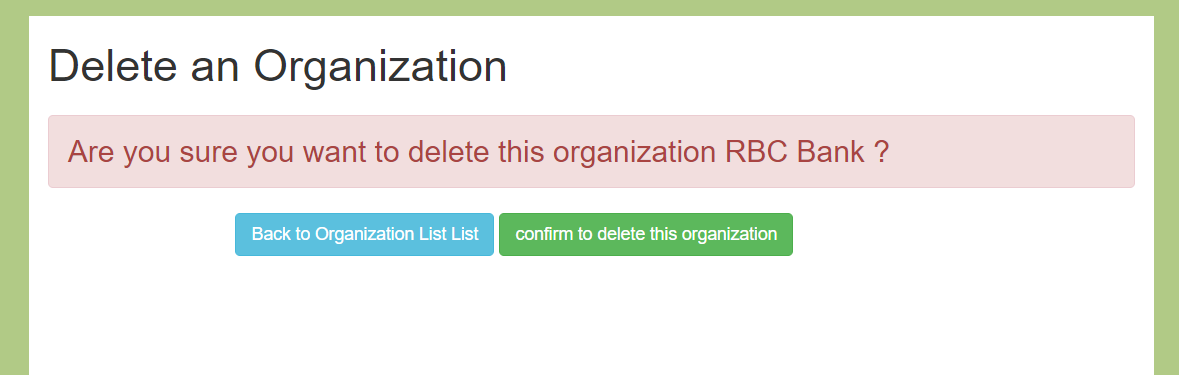 Delete an Organization
Are you sure you want to delete this organization RBC Bank ?
Back to Organization List List confirm to delete this organization